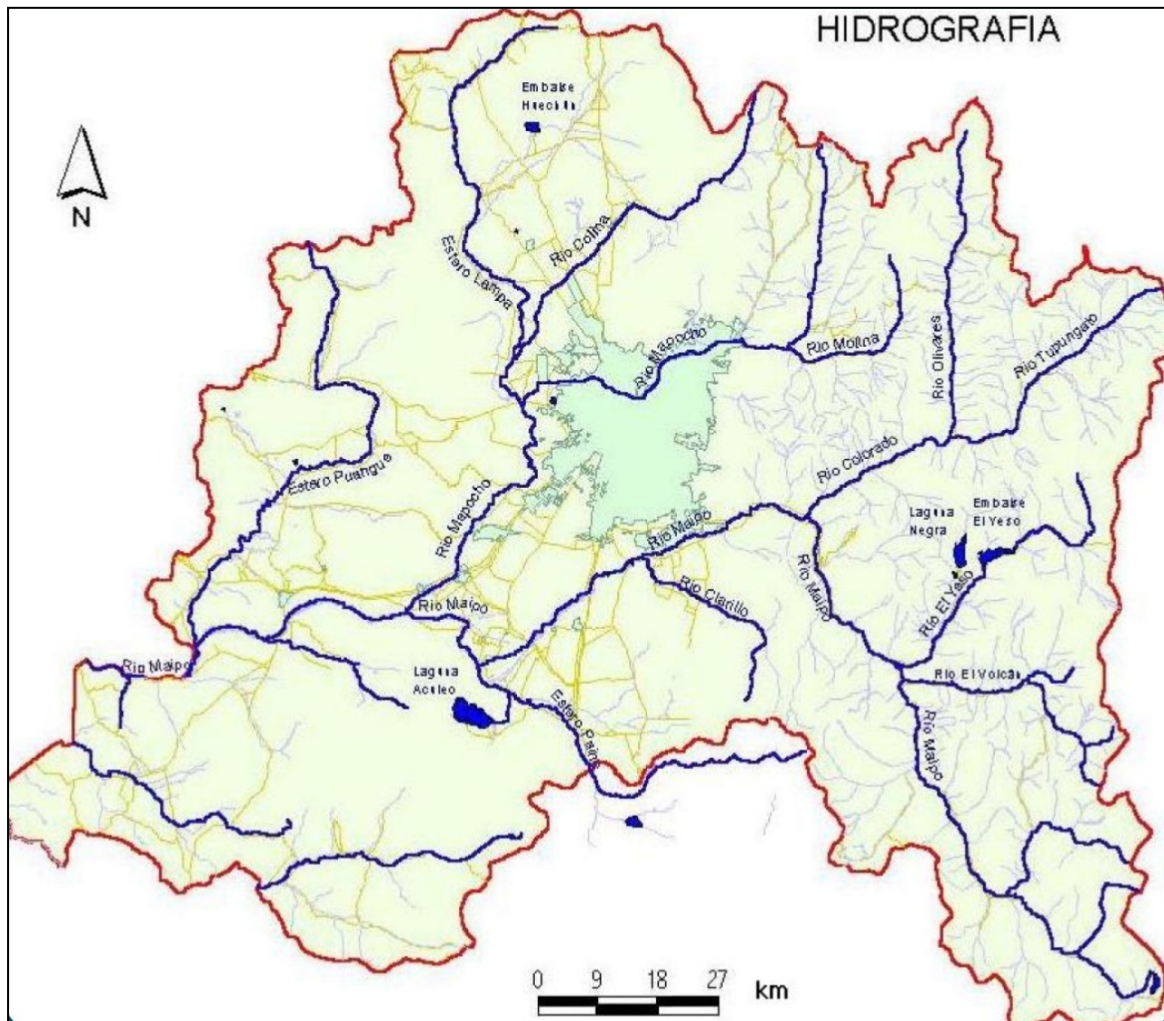 HIDROGRAFIA
Embalse
N
Río Colina
Estero Lampa
Río Mapocho
Río Molina
Río Olivares
Río Tupungato
Estero Puangue
Río Colorado
Río Mapocho
Río Maipo
Laguna
Negra
Embalse
El Yeso
Río Maipo
Río Clarillo
Río El Yeso
Río Maipo
Río Maipo
Laguna
Aculeo
Río El Volcán
Estero Paine
Río Maipo
0 9 18 27
km